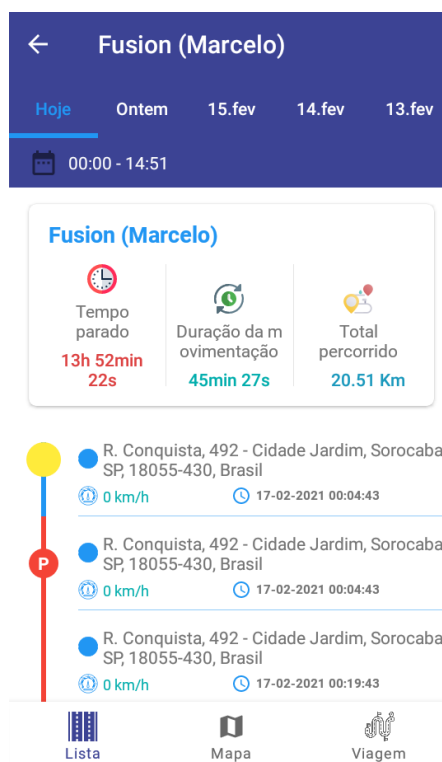 Fusion (Marcelo)
Hoje Ontem 15.fev 14.fev 13.fev
00:00 - 14:51
Fusion (Marcelo)
Tempo
parado
13h 52min
22s
Duração da m
ovimentação
45min 27s
Total
percorrido
20.51 Km
R. Conquista, 492 - Cidade Jardim, Sorocaba
SP, 18055-430, Brasil
0 km/h 17-02-2021 00:04:43
P
R. Conquista, 492 - Cidade Jardim, Sorocaba
SP, 18055-430, Brasil
0 km/h 17-02-2021 00:04:43
R. Conquista, 492 - Cidade Jardim, Sorocaba
SP, 18055-430, Brasil
0 km/h 17-02-2021 00:19:43
Lista Mapa Viagem